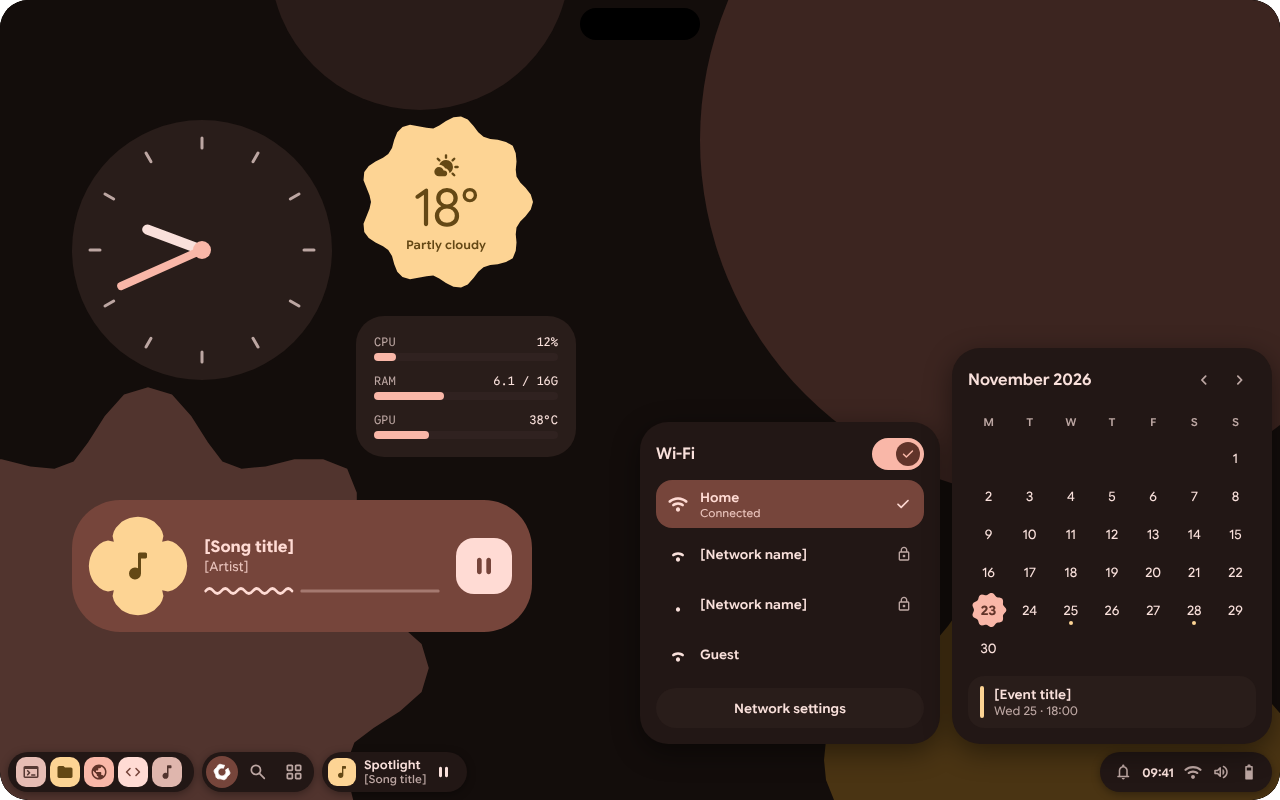 18°
Partly cloudy
CPU 12%
RAM 6.1 / 16G
GPU 38°C
[Song title]
[Artist]
Wi-Fi
Home
Connected
[Network name]
[Network name]
Guest
Network settings
November 2026
M T W T F S S
1
2 3 4 5 6 7 8
9 10 11 12 13 14 15
16 17 18 19 20 21 22
23 24 25 26 27 28 29
30
[Event title]
Wed 25 · 18:00
Spotlight
[Song title]
09:41